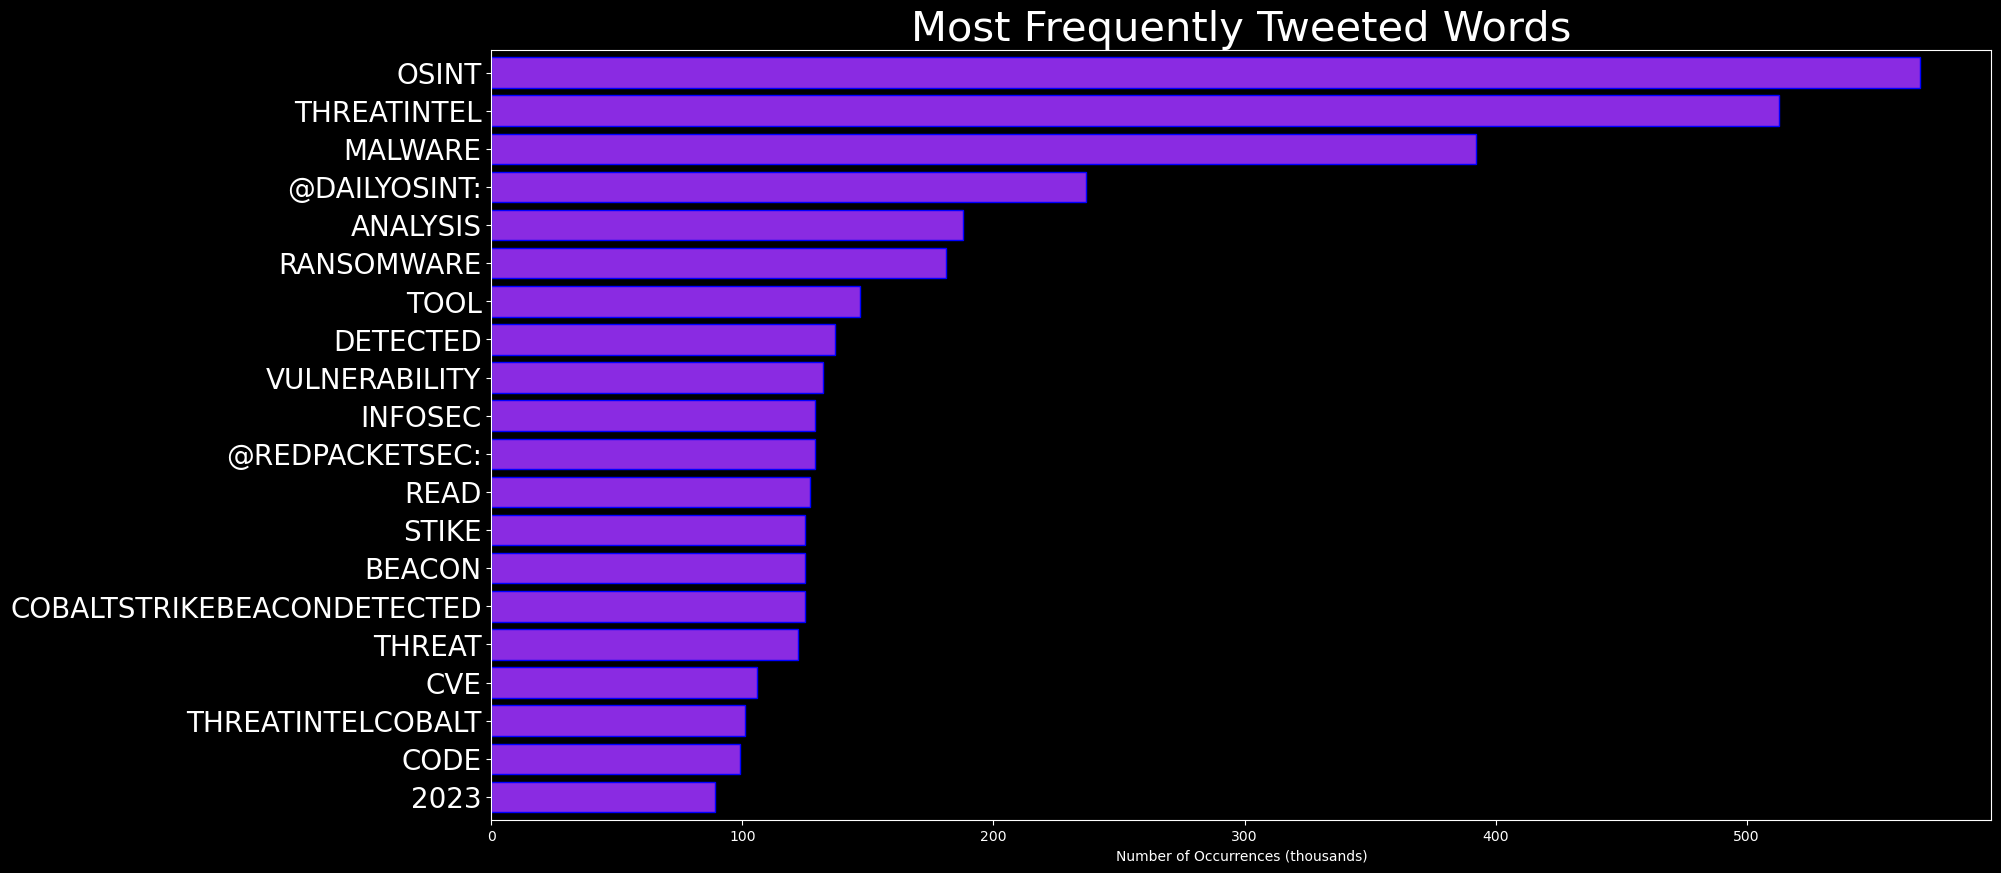 Most Frequently Tweeted Words
OSINT
THREATINTEL
MALWARE
@DAILYOSINT:
ANALYSIS
RANSOMWARE
TOOL
DETECTED
VULNERABILITY
INFOSEC
@REDPACKETSEC:
READ
STIKE
BEACON
COBALTSTRIKEBEACONDETECTED
THREAT
CVE
THREATINTELCOBALT
CODE
2023
0 100 200 300 400 500
Number of Occurrences (thousands)